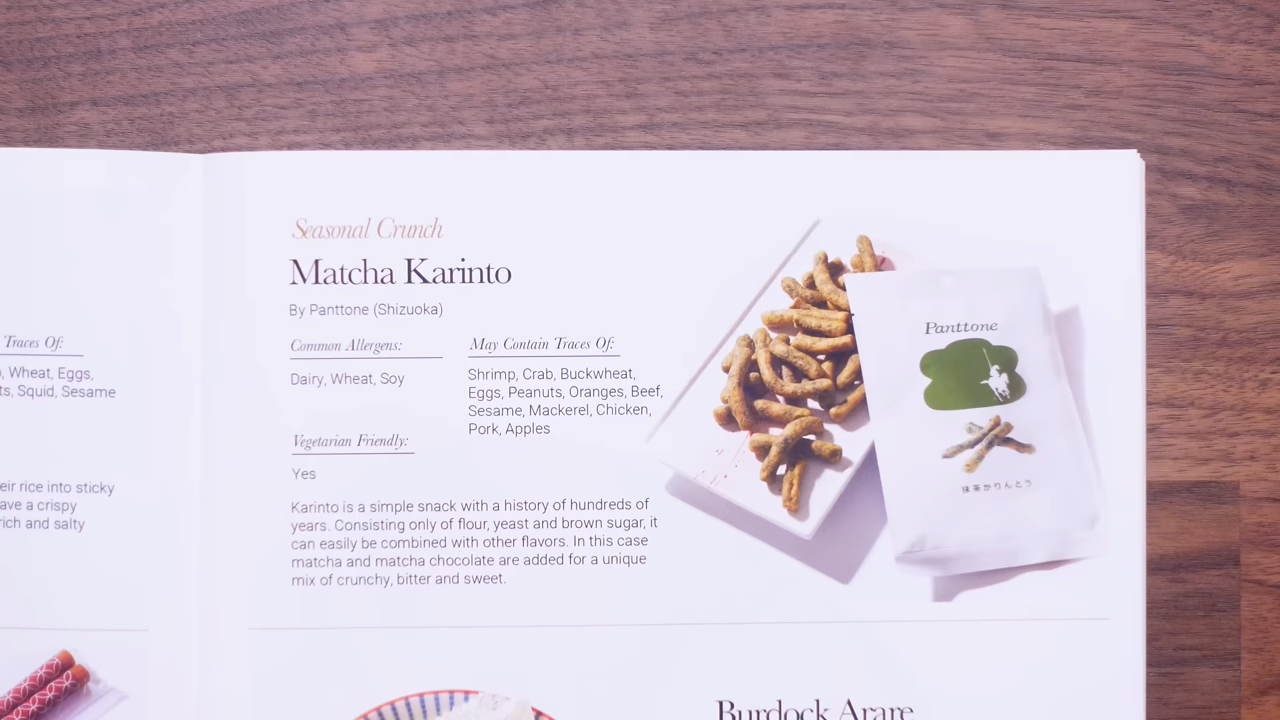 Traces Of:
Wheat, Eggs,
Squid, Sesame
rice into sticky
a crispy
rich and salty
Seasonal Crunch
Matcha Karinto
By Panttone (Shizuoka)
Common Allergens:
Dairy, Wheat, Soy
May Contain Traces Of:
Shrimp, Crab, Buckwheat,
Eggs, Peanuts, Oranges, Beef,
Sesame, Mackerel, Chicken,
Pork, Apples
Vegetarian Friendly:
Yes
Karinto is a simple snack with a history of hundreds of
years. Consisting only of flour, yeast and brown sugar, it
can easily be combined with other flavors. In this case
matcha and matcha chocolate are added for a unique
mix of crunchy, bitter and sweet.
Panttone
抹茶かりんとう
Burdock Arare